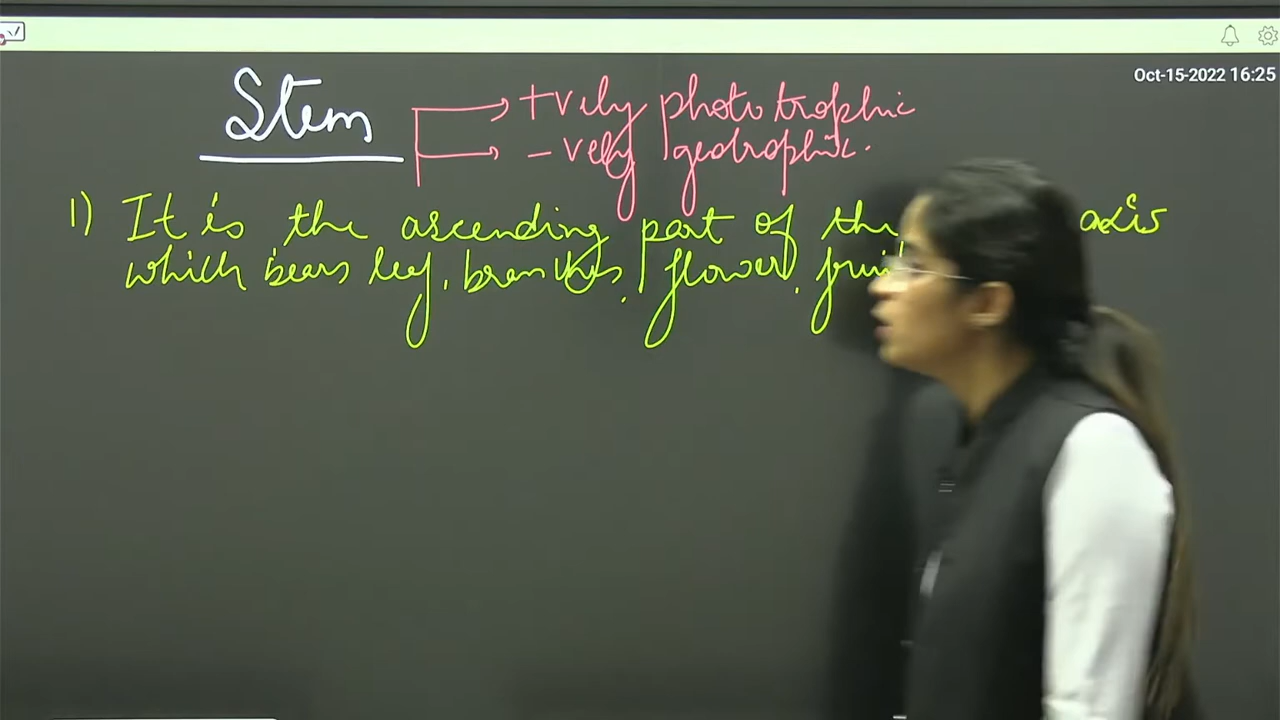 Oct-15-2022 16:25
Stem
+vely phototrophic
-vely geotrophic.
1) It is the ascending part of the axis
which bears leaf, branches, flower,